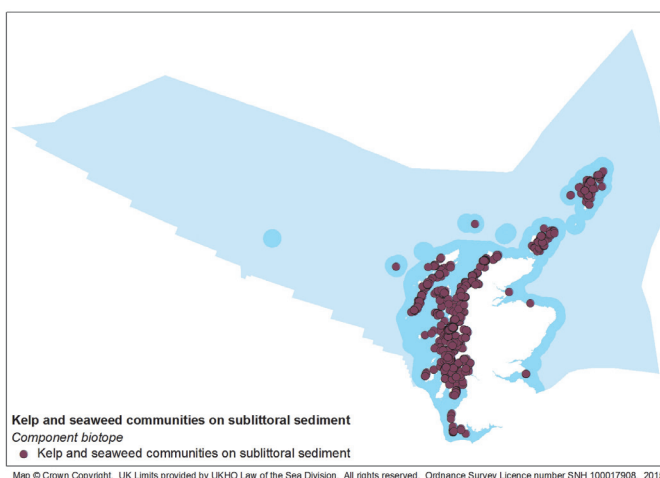 Kelp and seaweed communities on sublittoral sediment
Component biotope
Kelp and seaweed communities on sublittoral sediment
Map © Crown Copyright. UK Limits provided by UKHO Law of the Sea Division. All rights reserved. Ordnance Survey Licence number SNH 100017908